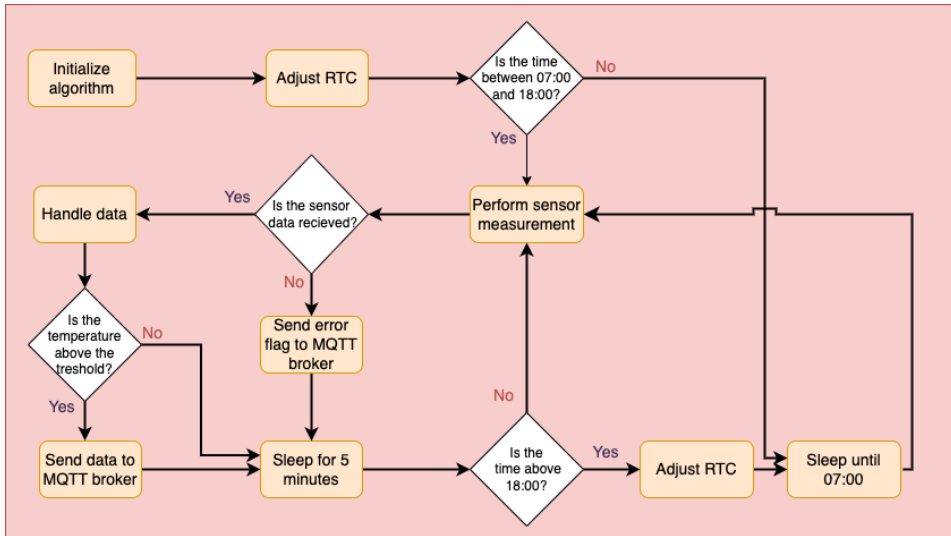 Initialize
algorithm
Adjust RTC
Is the time
between 07:00
and 18:00?
No
Yes
Handle data
Yes
Is the sensor
data recieved?
Perform sensor
measurement
No
Is the
temperature
above the
treshold?
No
Send error
flag to MQTT
broker
No
Yes
Send data to
MQTT broker
Sleep for 5
minutes
Is the
time above
18:00?
Yes
Adjust RTC
Sleep until
07:00